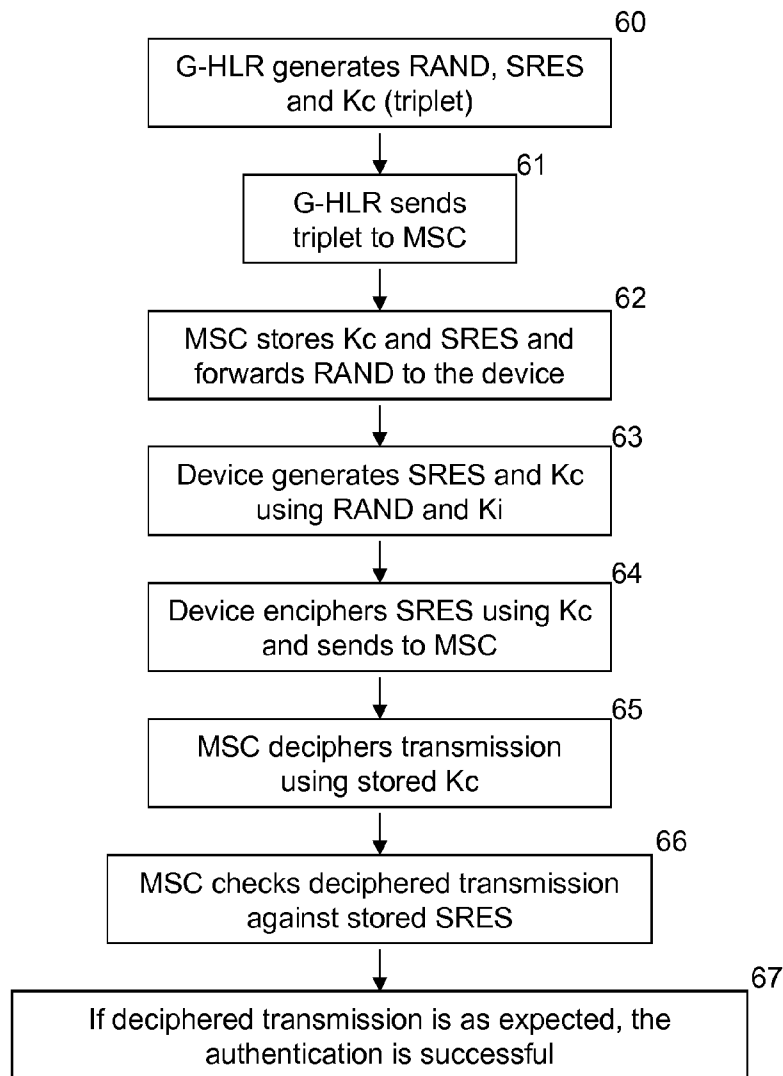 60
G-HLR generates RAND, SRES
and Kc (triplet)
61
G-HLR sends
triplet to MSC
62
MSC stores Kc and SRES and
forwards RAND to the device
63
Device generates SRES and Kc
using RAND and Ki
64
Device enciphers SRES using Kc
and sends to MSC
65
MSC deciphers transmission
using stored Kc
66
MSC checks deciphered transmission
against stored SRES
67
If deciphered transmission is as expected, the
authentication is successful